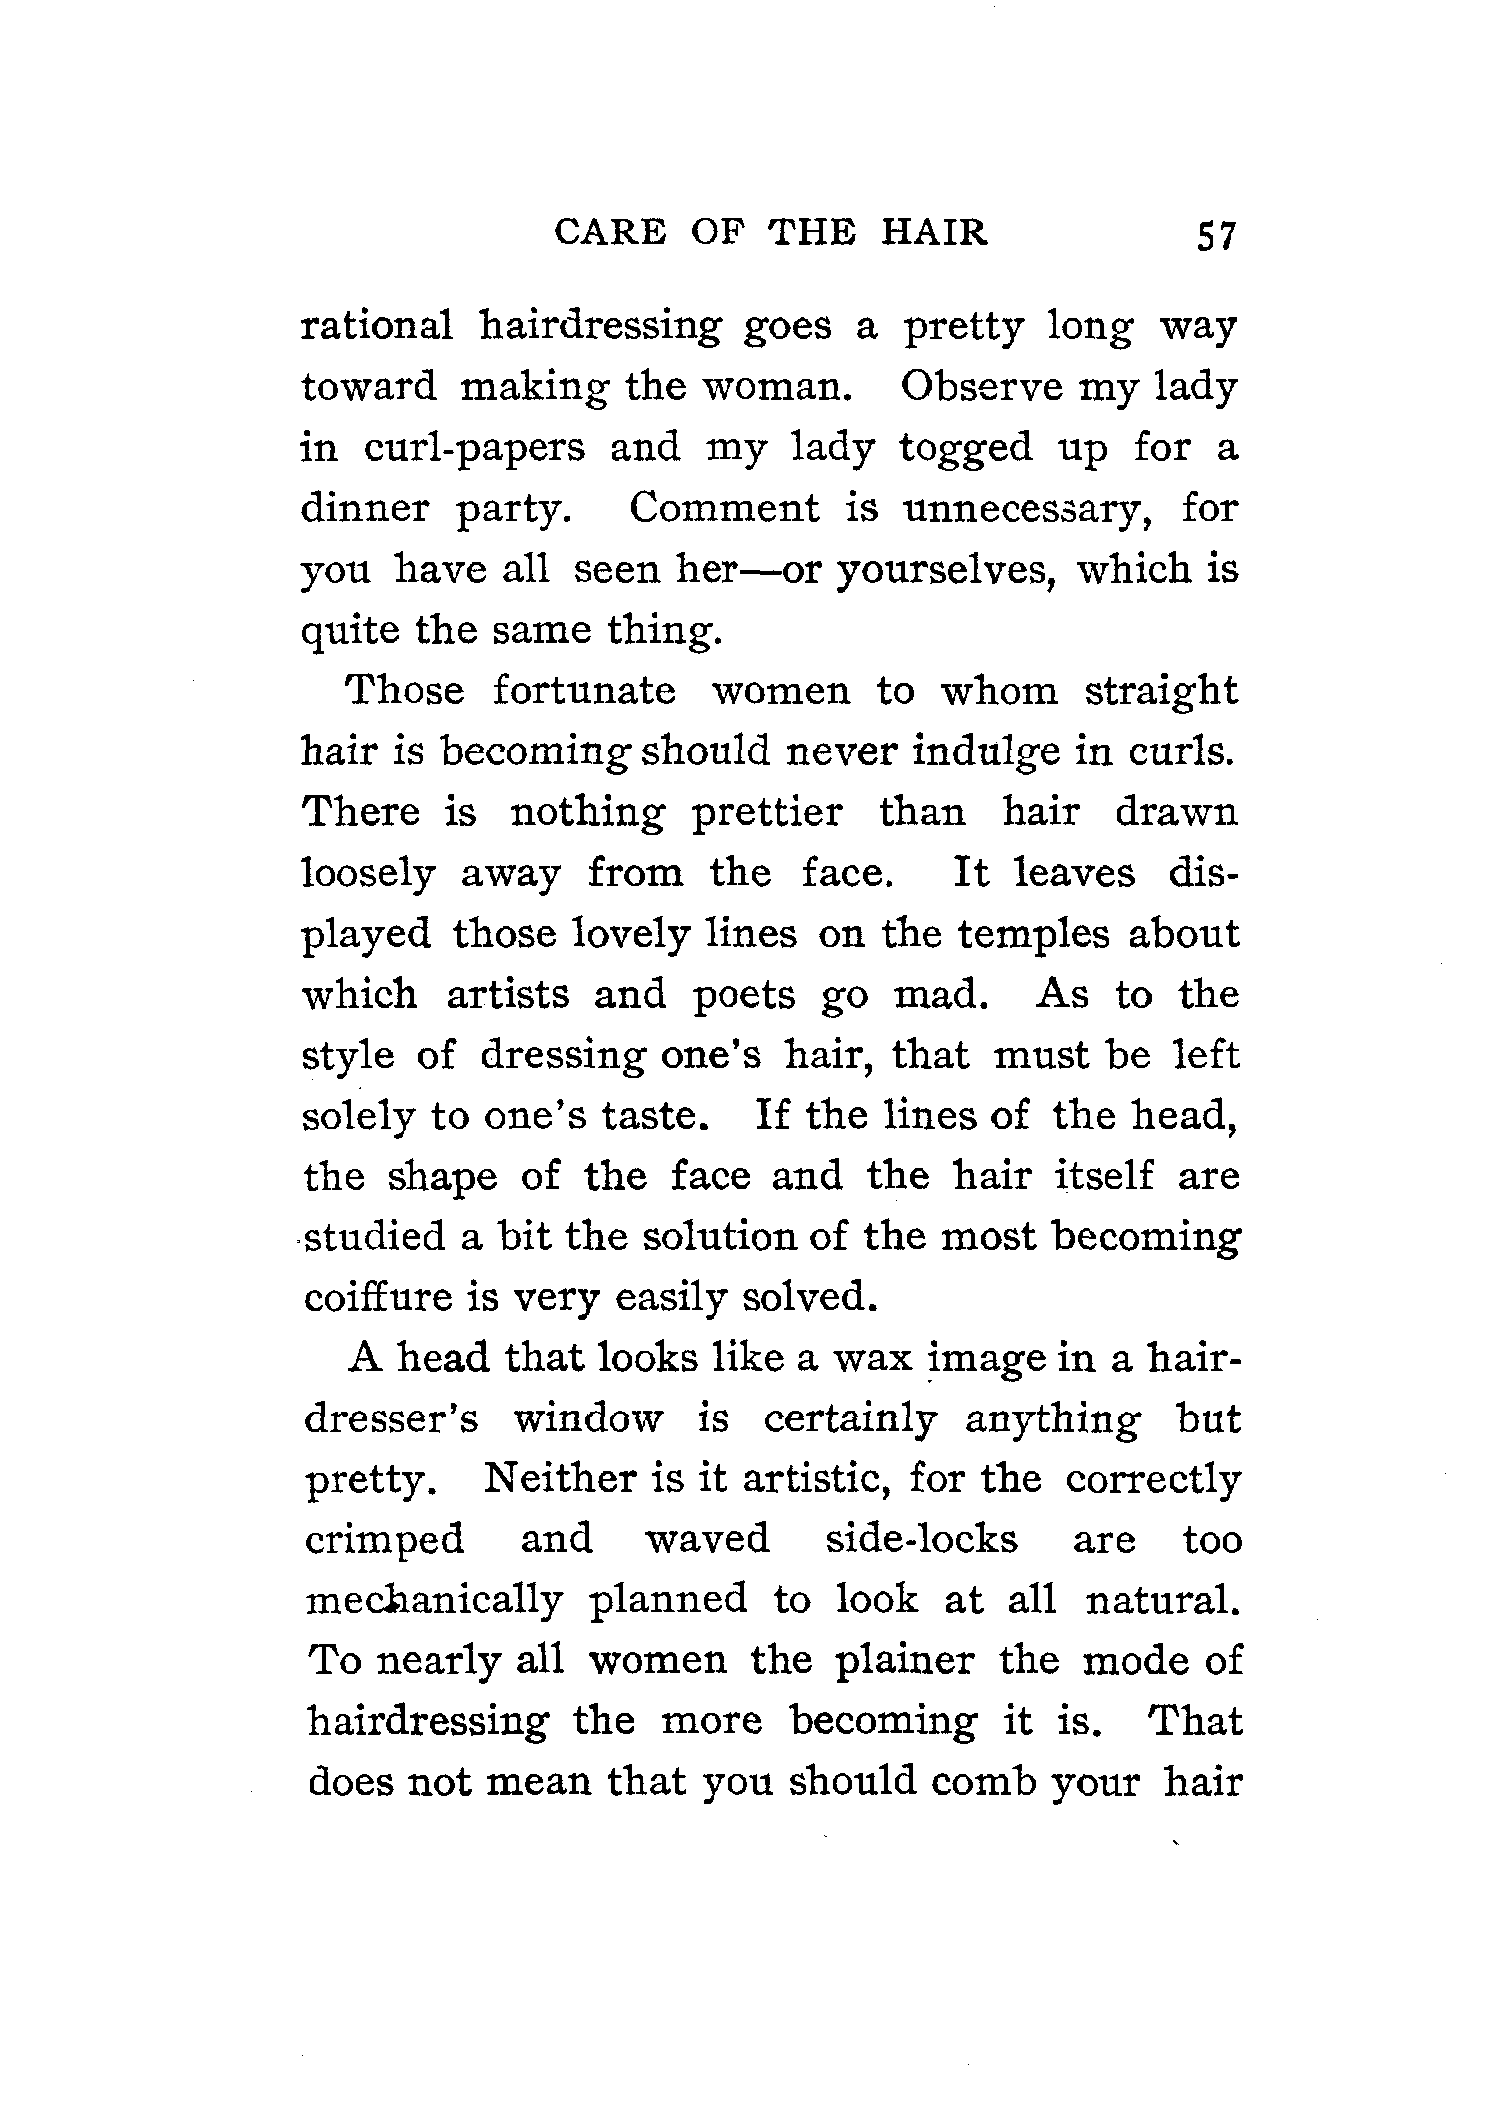 CARE OF THE HAIR 57
rational hairdressing goes a pretty long way
toward making the woman. Observe my lady
in curl-papers and my lady togged up for a
dinner party. Comment is unnecessary, for
you have all seen her—or yourselves, which is
quite the same thing.
Those fortunate women to whom straight
hair is becoming should never indulge in curls.
There is nothing prettier than hair drawn
loosely away from the face. It leaves dis-
played those lovely lines on the temples about
which artists and poets go mad. As to the
style of dressing one's hair, that must be left
solely to one's taste. If the lines of the head,
the shape of the face and the hair itself are
studied a bit the solution of the most becoming
coiffure is very easily solved.
A head that looks like a wax image in a hair-
dresser's window is certainly anything but
pretty. Neither is it artistic, for the correctly
crimped and waved side-locks are too
mechanically planned to look at all natural.
To nearly all women the plainer the mode of
hairdressing the more becoming it is. That
does not mean that you should comb your hair